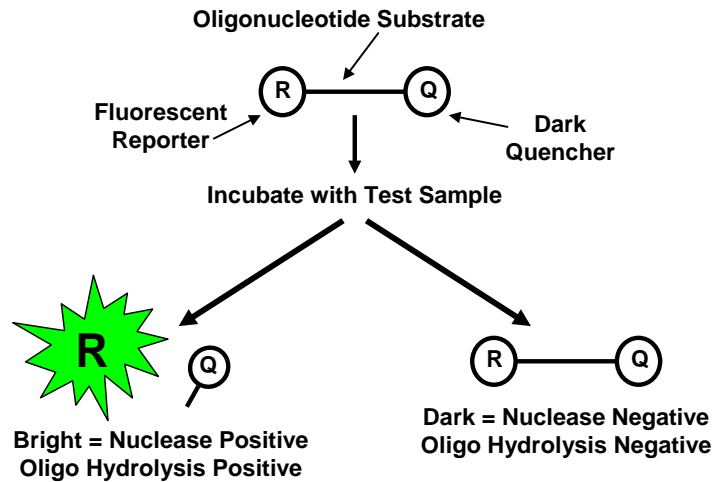 Oligonucleotide Substrate
R
Q
Fluorescent
Reporter
Dark
Quencher
Incubate with Test Sample
R
Q
Bright = Nuclease Positive
Oligo Hydrolysis Positive
R
Q
Dark = Nuclease Negative
Oligo Hydrolysis Negative